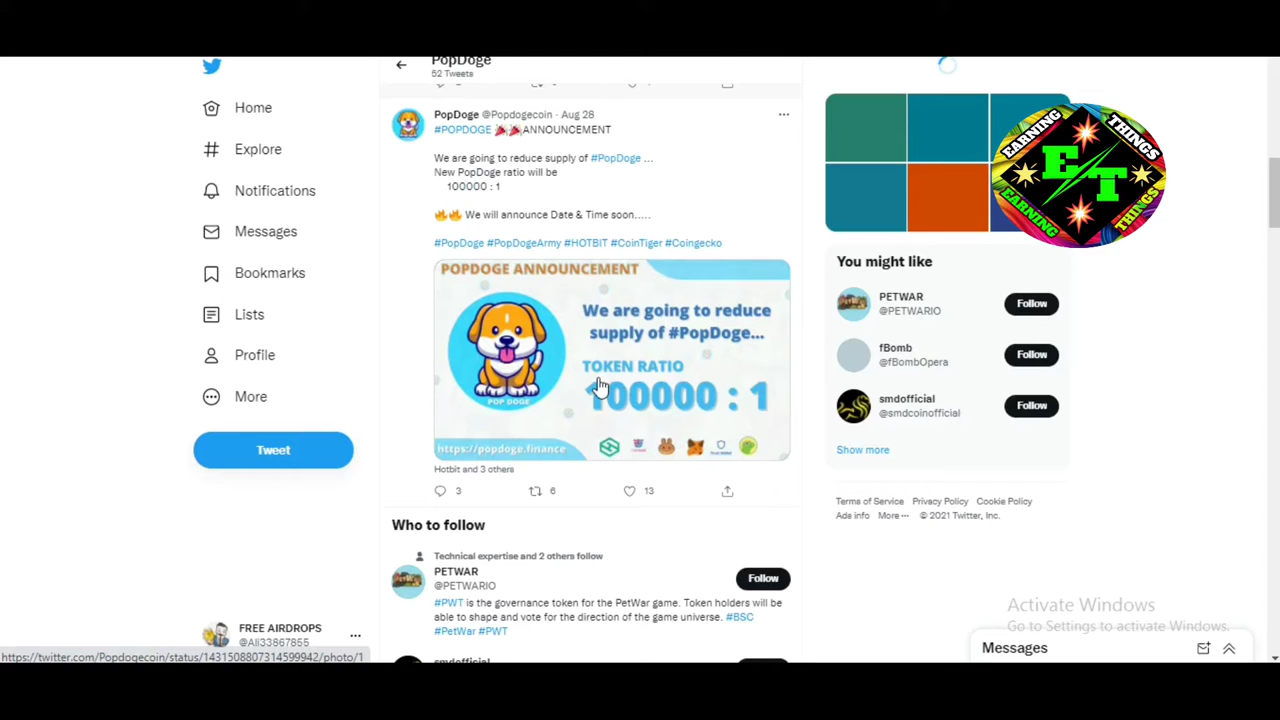 PopDoge
52 Tweets
Home
Explore
Notifications
Messages
Bookmarks
Lists
Profile
More
Tweet
FREE AIRDROPS
@Ali33867855
https://twitter.com/Popdogecoin/status/1431508807314599942/photo/1
PopDoge @Popdogecoin · Aug 28
#POPDOGE 🎉🎉ANNOUNCEMENT
We are going to reduce supply of #PopDoge ...
New PopDoge ratio will be
100000 : 1
🔥🔥 We will announce Date & Time soon.....
#PopDoge #PopDogeArmy #HOTBIT #CoinTiger #Coingecko
POPDOGE ANNOUNCEMENT
We are going to reduce
supply of #PopDoge...
TOKEN RATIO
100000 : 1
POP DOGE
https://popdoge.finance
Hotbit and 3 others
3 6 13
Who to follow
Technical expertise and 2 others follow
PETWAR
@PETWARIO
Follow
#PWT is the governance token for the PetWar game. Token holders will be
able to shape and vote for the direction of the game universe. #BSC
#PetWar #PWT
smdofficial
EARNING THINGS
ET
EARNING THINGS
You might like
PETWAR
@PETWARIO
Follow
fBomb
@fBombOpera
Follow
smdofficial
@smdcoinofficial
Follow
Show more
Terms of Service Privacy Policy Cookie Policy
Ads info More ··· © 2021 Twitter, Inc.
Activate Windows
Go to Settings to activate Windows.
Messages